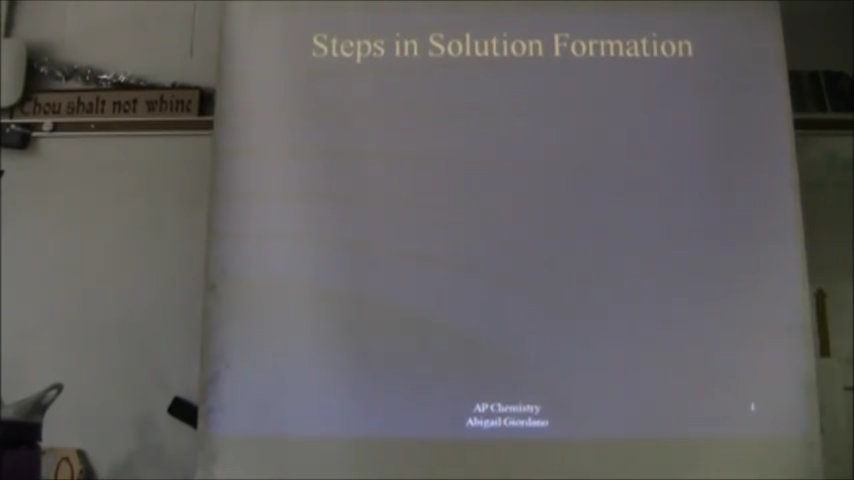 Steps in Solution Formation
Thou shalt not whine
AP Chemistry
Abigail Giordano